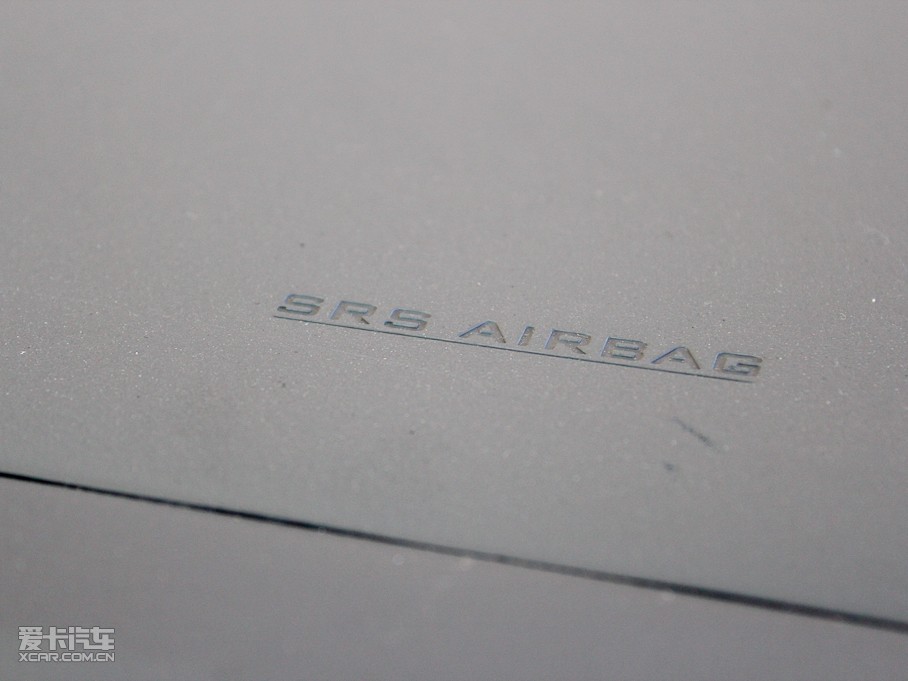 SRS AIRBAG
爱卡汽车
XCAR.COM.CN